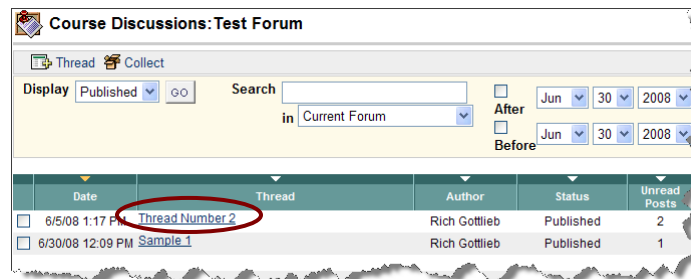 Course Discussions: Test Forum
Thread Collect
Display Published GO Search
in Current Forum
After Jun 30 2008
Before Jun 30 2008
Date Thread Author Status Unread Posts
6/5/08 1:17 PM Thread Number 2 Rich Gottlieb Published 2
6/30/08 12:09 PM Sample 1 Rich Gottlieb Published 1